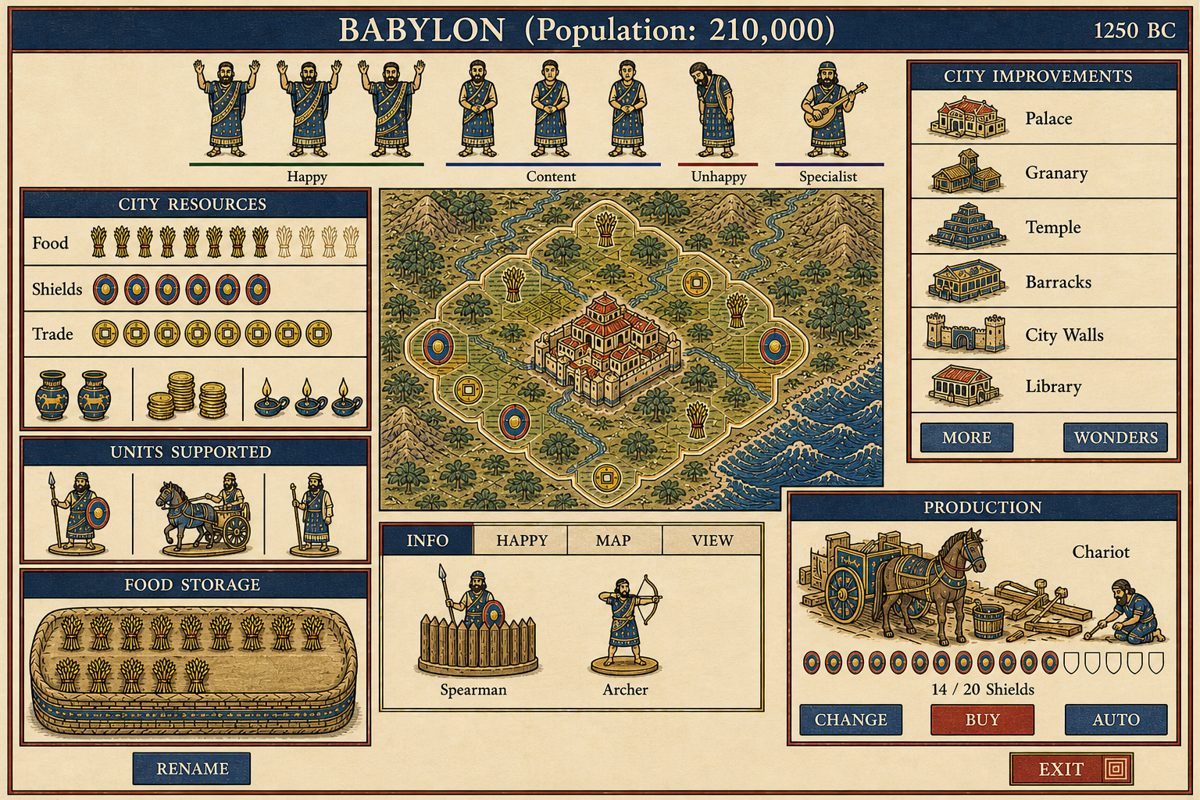 BABYLON (Population: 210,000)
1250 BC
Happy
Content
Unhappy
Specialist
CITY RESOURCES
Food
Shields
Trade
UNITS SUPPORTED
FOOD STORAGE
RENAME
INFO
HAPPY
MAP
VIEW
Spearman
Archer
CITY IMPROVEMENTS
Palace
Granary
Temple
Barracks
City Walls
Library
MORE
WONDERS
PRODUCTION
Chariot
14 / 20 Shields
CHANGE
BUY
AUTO
EXIT